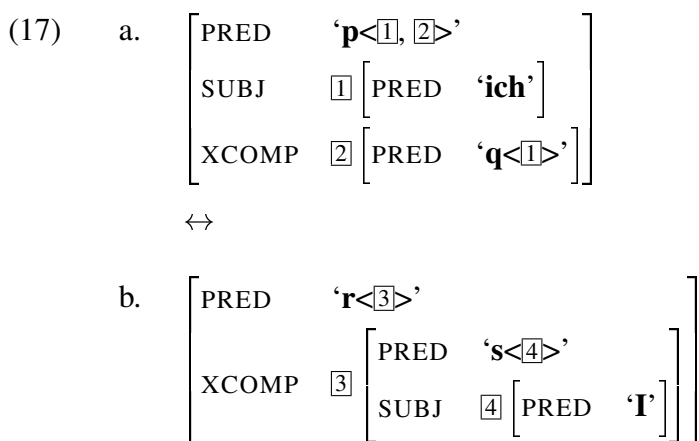 (17) a. PRED ‘p<1, 2>’
SUBJ 1 PRED ‘ich’
XCOMP 2 PRED ‘q<1>’
↔
b. PRED ‘r<3>’
XCOMP 3 PRED ‘s<4>’
SUBJ 4 PRED ‘I’